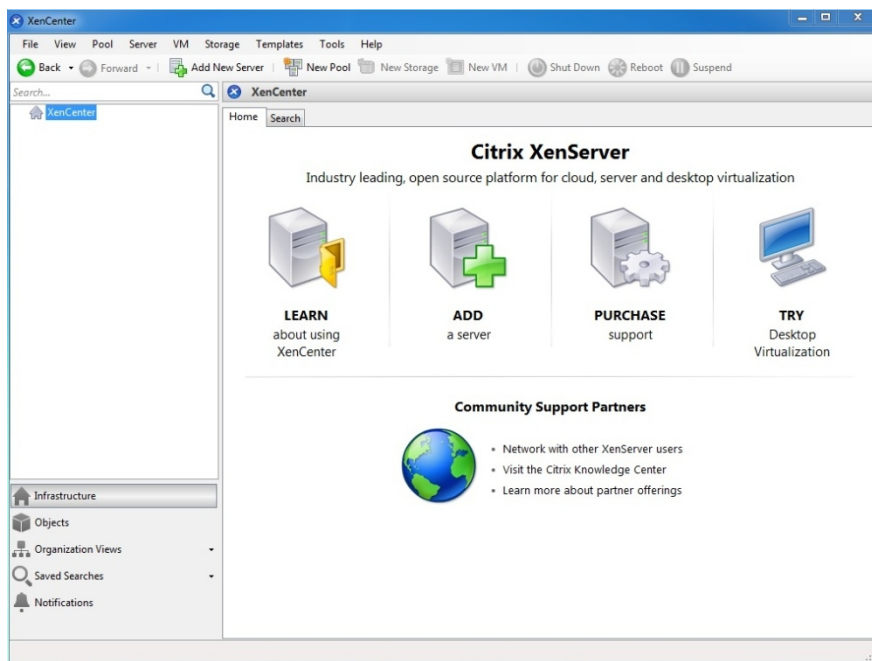 XenCenter
File View Pool Server VM Storage Templates Tools Help
Back Forward Add New Server New Pool New Storage New VM Shut Down Reboot Suspend
Search...
XenCenter
XenCenter
Home Search
Citrix XenServer
Industry leading, open source platform for cloud, server and desktop virtualization
LEARN
about using
XenCenter
ADD
a server
PURCHASE
support
TRY
Desktop
Virtualization
Community Support Partners
• Network with other XenServer users
• Visit the Citrix Knowledge Center
• Learn more about partner offerings
Infrastructure
Objects
Organization Views
Saved Searches
Notifications